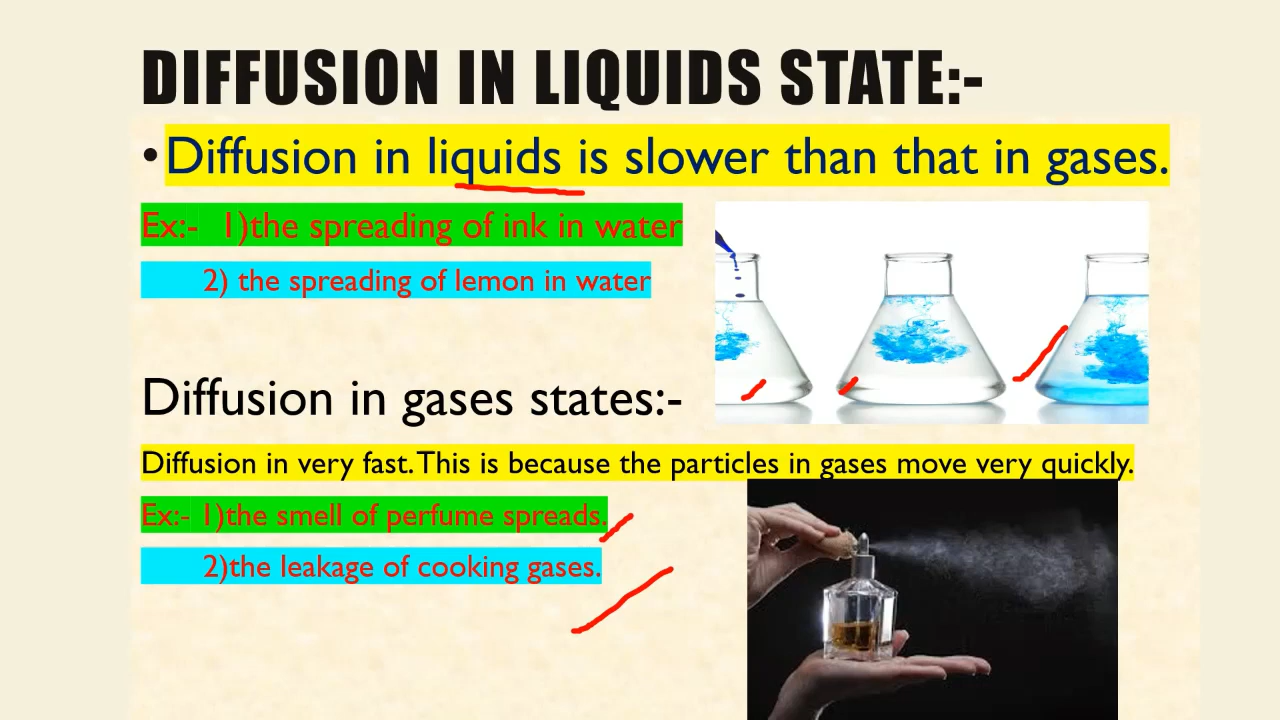 DIFFUSION IN LIQUIDS STATE:-
•Diffusion in liquids is slower than that in gases.
Ex:- 1)the spreading of ink in water
2) the spreading of lemon in water
Diffusion in gases states:-
Diffusion in very fast. This is because the particles in gases move very quickly.
Ex:- 1)the smell of perfume spreads.
2)the leakage of cooking gases.